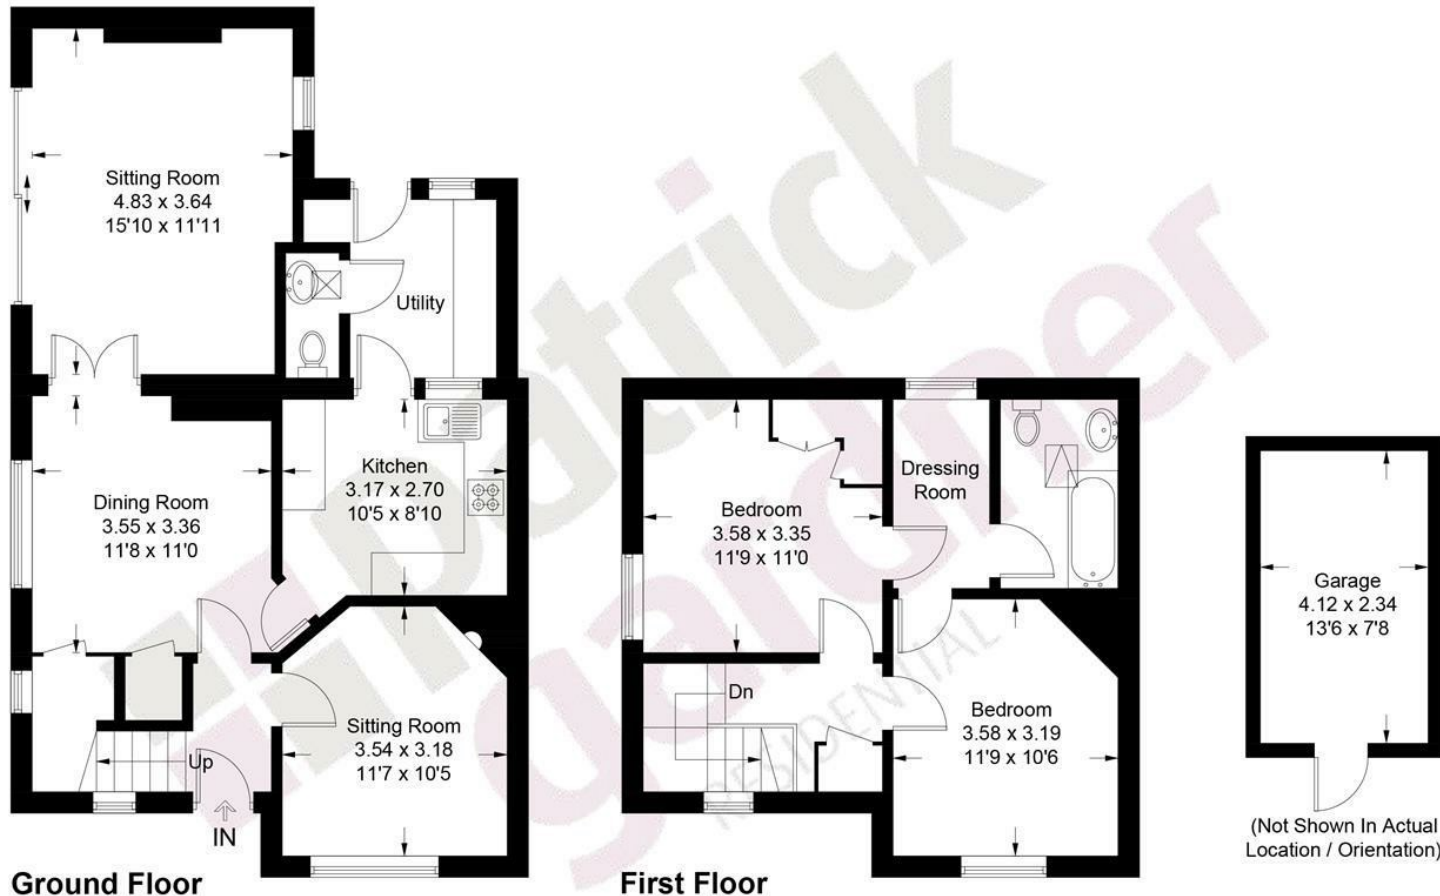 Sitting Room
4.83 x 3.64
15'10 x 11'11
Utility
Kitchen
3.17 x 2.70
10'5 x 8'10
Dining Room
3.55 x 3.36
11'8 x 11'0
Sitting Room
3.54 x 3.18
11'7 x 10'5
Up
IN
Ground Floor
Bedroom
3.58 x 3.35
11'9 x 11'0
Dressing
Room
Dn
Bedroom
3.58 x 3.19
11'9 x 10'6
First Floor
Garage
4.12 x 2.34
13'6 x 7'8
(Not Shown In Actual
Location / Orientation)
patrick
gardner
RESIDENTIAL